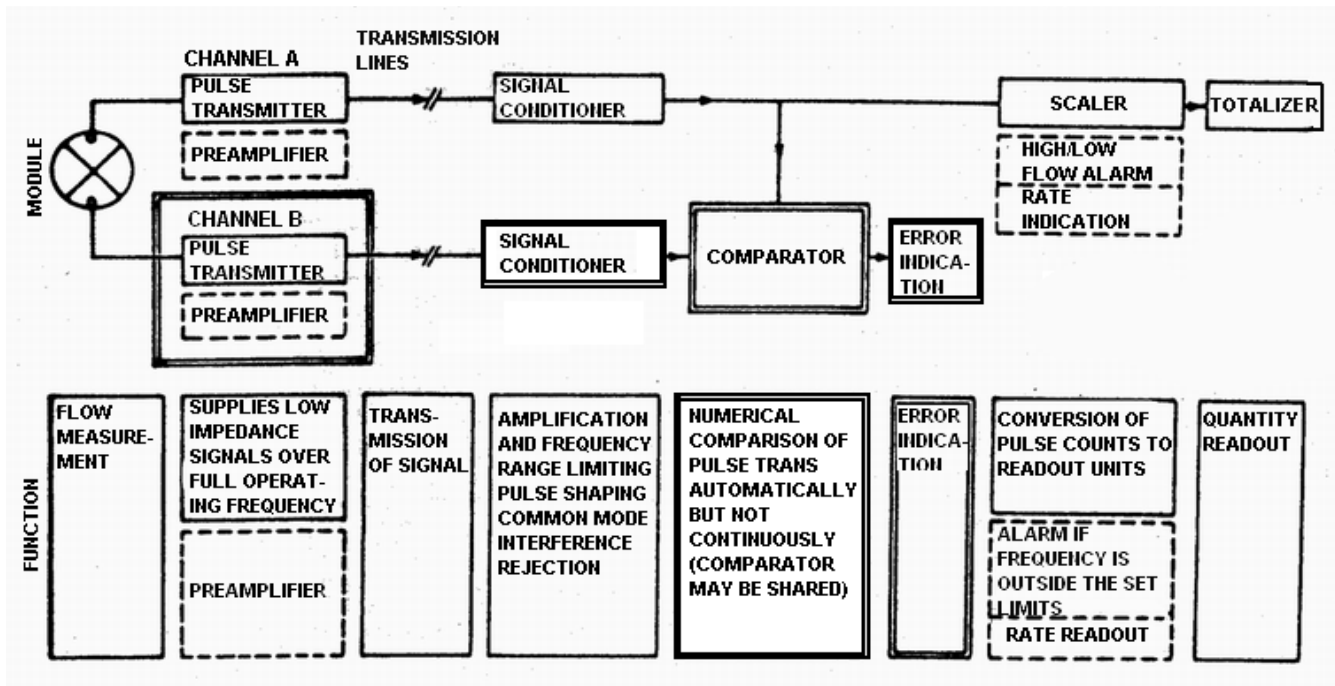 CHANNEL A
TRANSMISSION
LINES
PULSE
TRANSMITTER
PREAMPLIFIER
SIGNAL
CONDITIONER
SCALER
TOTALIZER
HIGH/LOW
FLOW ALARM
RATE
INDICATION
MODULE
CHANNEL B
PULSE
TRANSMITTER
PREAMPLIFIER
SIGNAL
CONDITIONER
COMPARATOR
ERROR
INDICA-
TION
FUNCTION
FLOW
MEASURE-
MENT
SUPPLIES LOW
IMPEDANCE
SIGNALS OVER
FULL OPERAT-
ING FREQUENCY
PREAMPLIFIER
TRANS-
MISSION
OF SIGNAL
AMPLIFICATION
AND FREQUENCY
RANGE LIMITING
PULSE SHAPING
COMMON MODE
INTERFERENCE
REJECTION
NUMERICAL
COMPARISON OF
PULSE TRANS
AUTOMATICALLY
BUT NOT
CONTINUOUSLY
(COMPARATOR
MAY BE SHARED)
ERROR
INDICA-
TION
CONVERSION OF
PULSE COUNTS TO
READOUT UNITS
ALARM IF
FREQUENCY IS
OUTSIDE THE SET
LIMITS
RATE READOUT
QUANTITY
READOUT